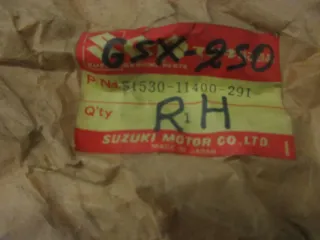 GSX-250
P.No. 51530-11400-291
Q'ty 1
RH
SUZUKI MOTOR CO.,LTD.
MADE IN JAPAN